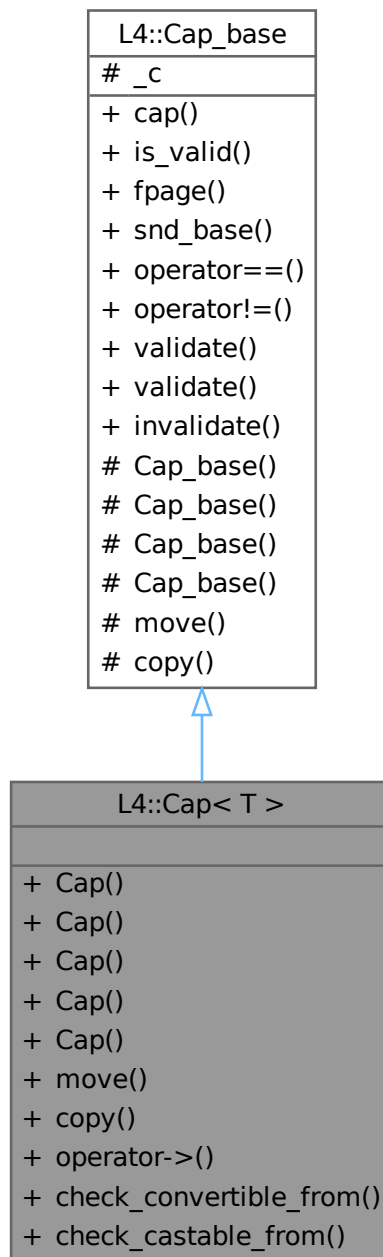 L4::Cap_base
# _c
+ cap()
+ is_valid()
+ fpage()
+ snd_base()
+ operator==()
+ operator!=()
+ validate()
+ validate()
+ invalidate()
# Cap_base()
# Cap_base()
# Cap_base()
# Cap_base()
# move()
# copy()
L4::Cap< T >
+ Cap()
+ Cap()
+ Cap()
+ Cap()
+ Cap()
+ move()
+ copy()
+ operator->()
+ check_convertible_from()
+ check_castable_from()